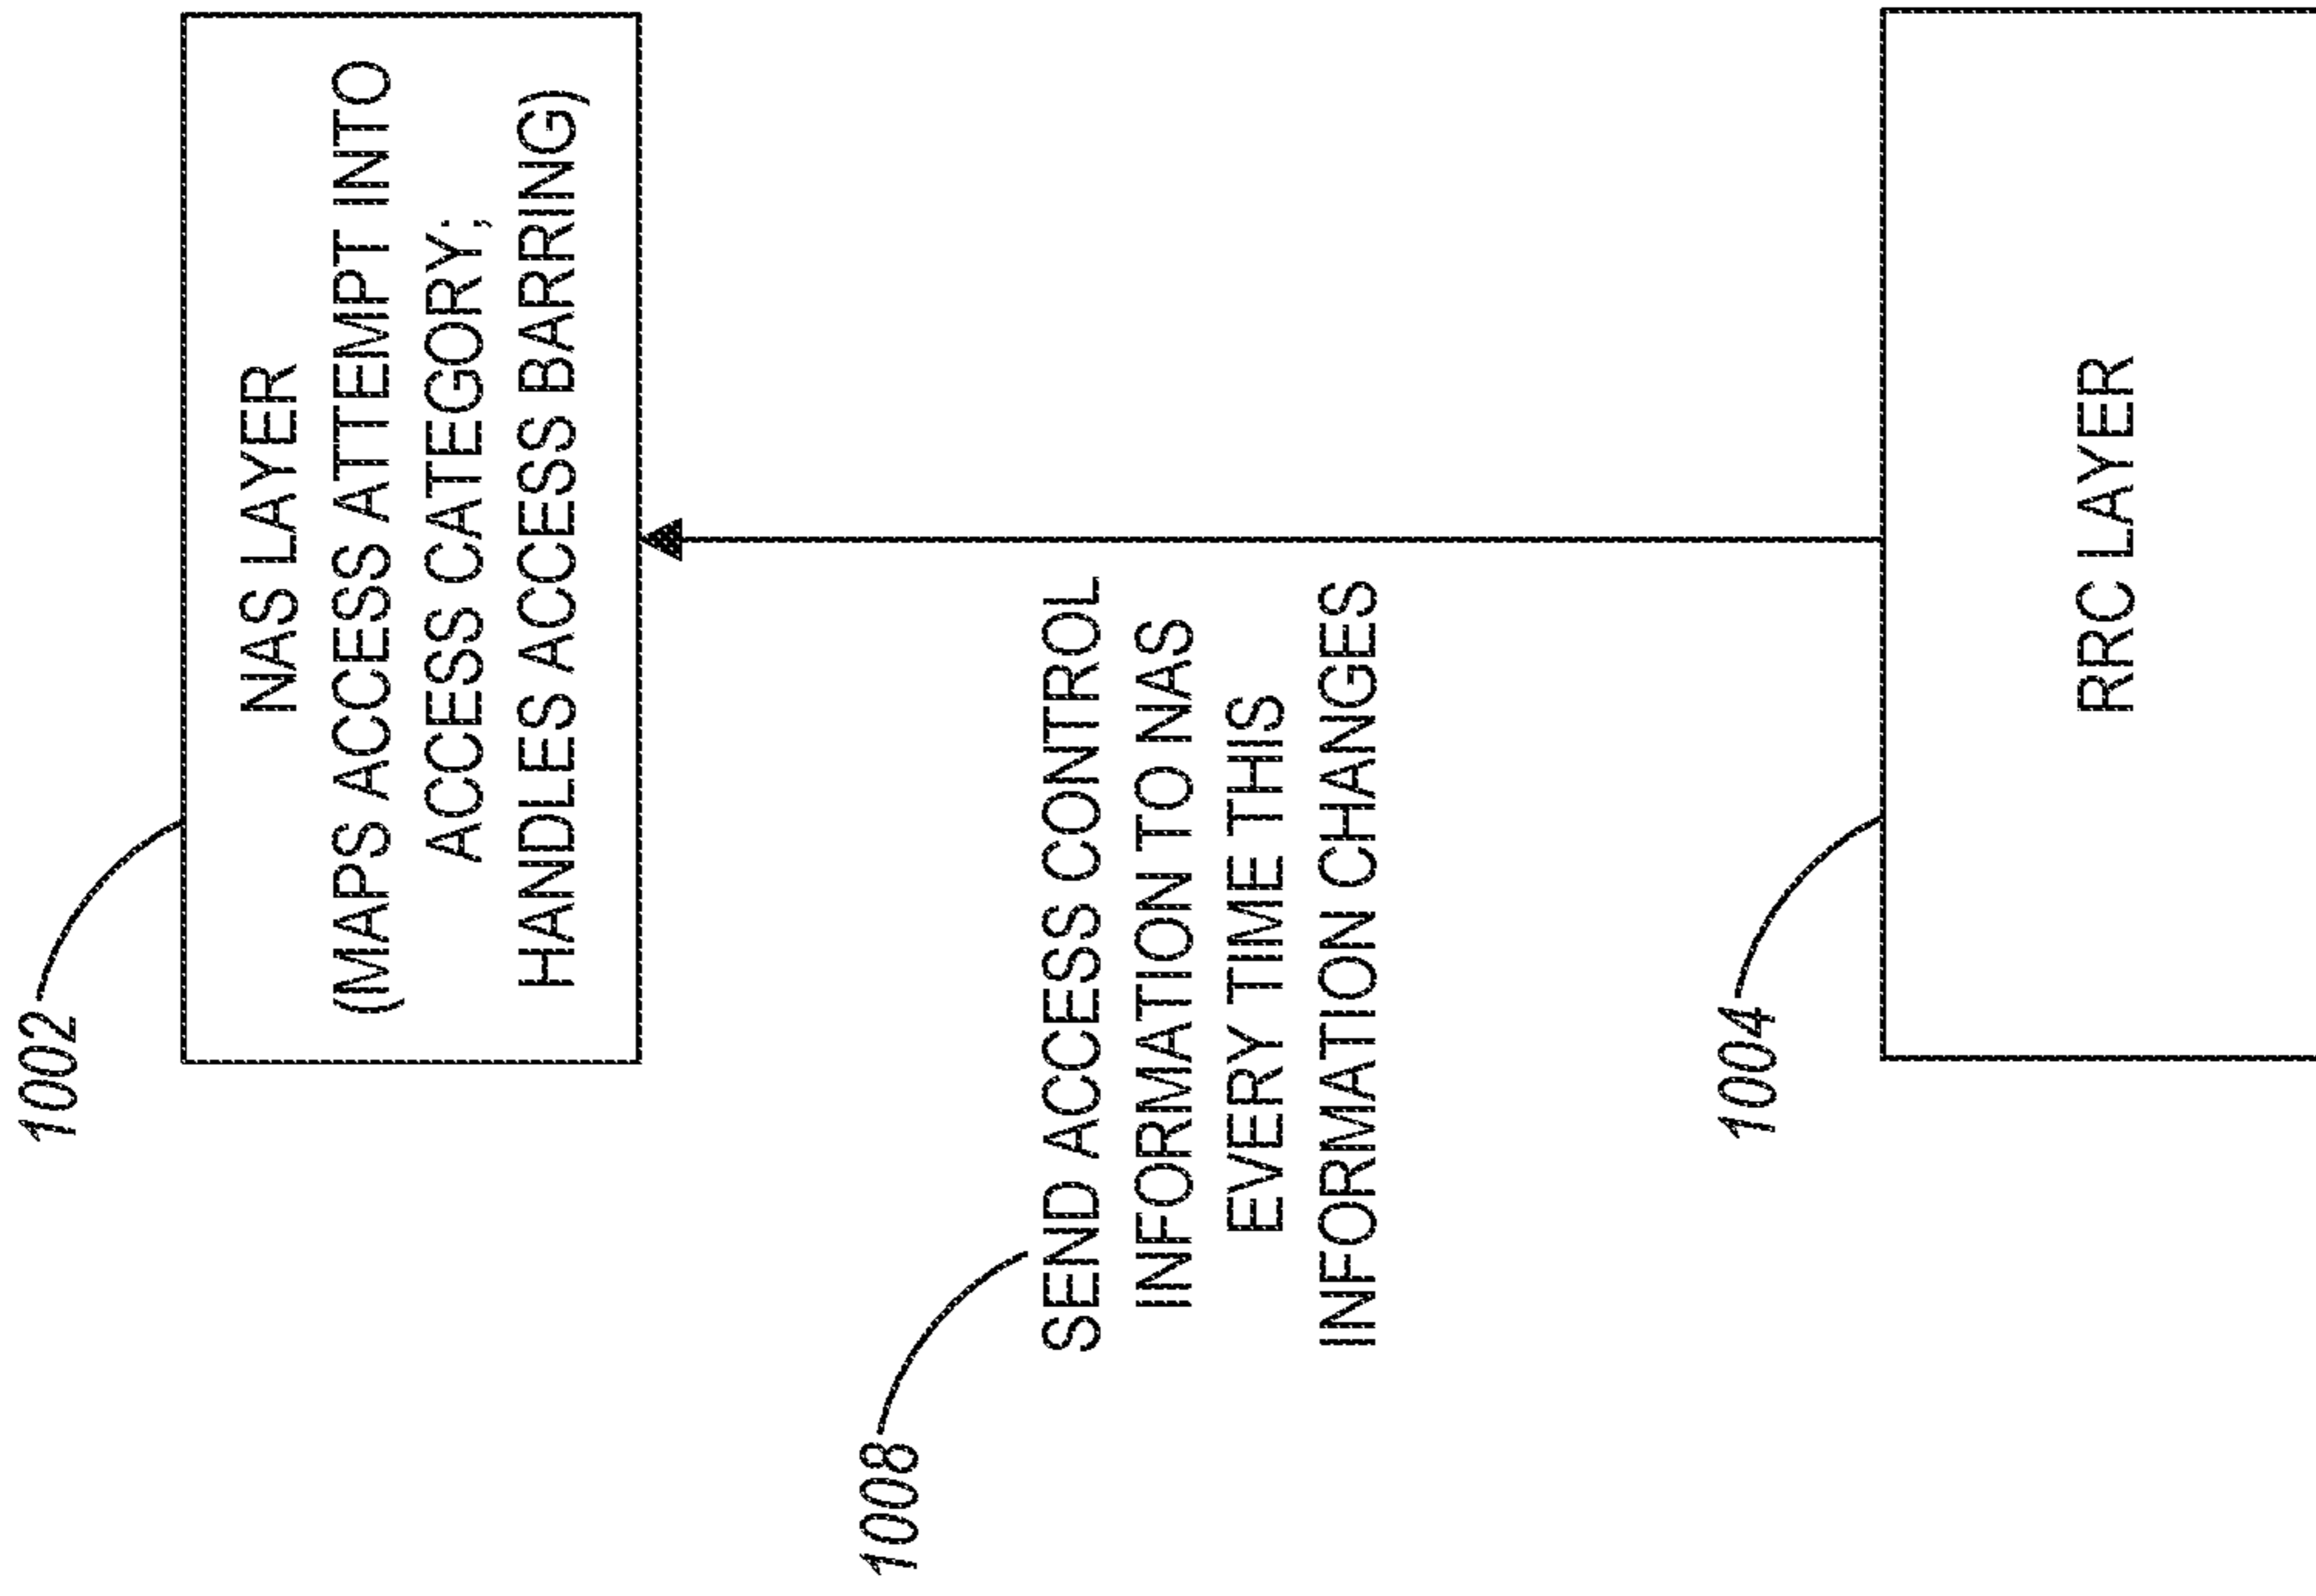 1002
NAS LAYER
(MAPS ACCESS ATTEMPT INTO
ACCESS CATEGORY;
HANDLES ACCESS BARRING)
1008
SEND ACCESS CONTROL
INFORMATION TO NAS
EVERY TIME THIS
INFORMATION CHANGES
1004
RRC LAYER